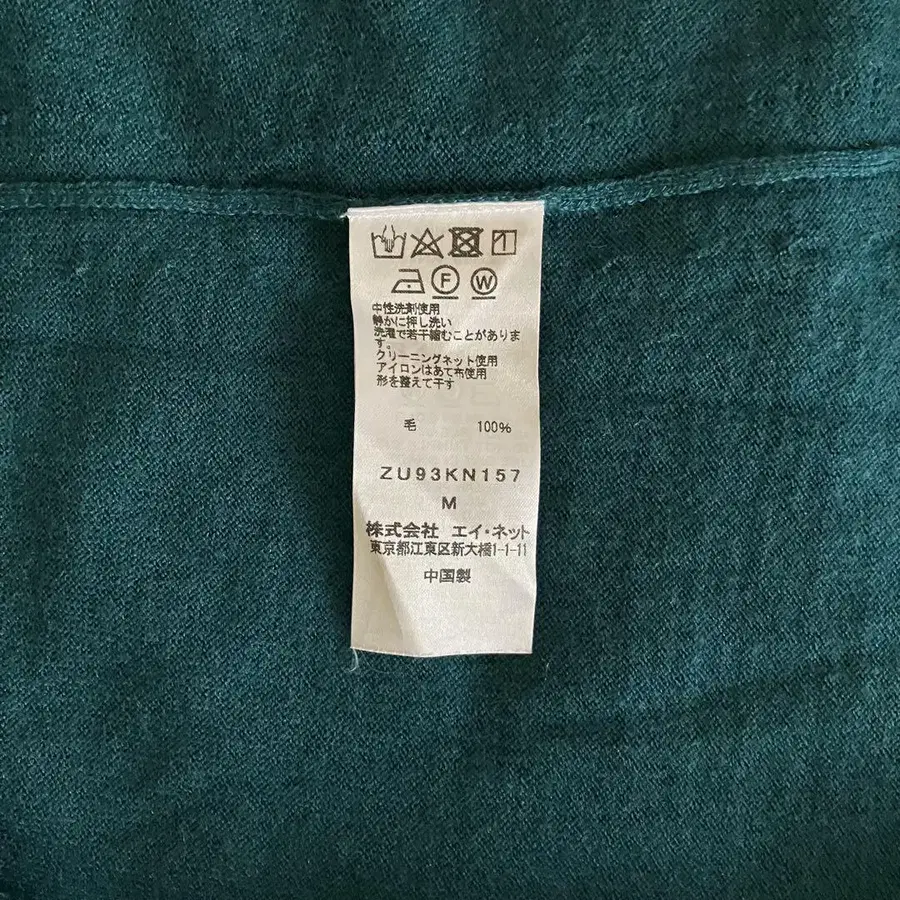 F W
中性洗剤使用
静かに押し洗い
洗濯で若干縮むことがありま
す。
クリーニングネット使用
アイロンはあて布使用
形を整えて干す
毛 100%
ZU93KN157
M
株式会社 エイ・ネット
東京都江東区新大橋1-1-11
中国製